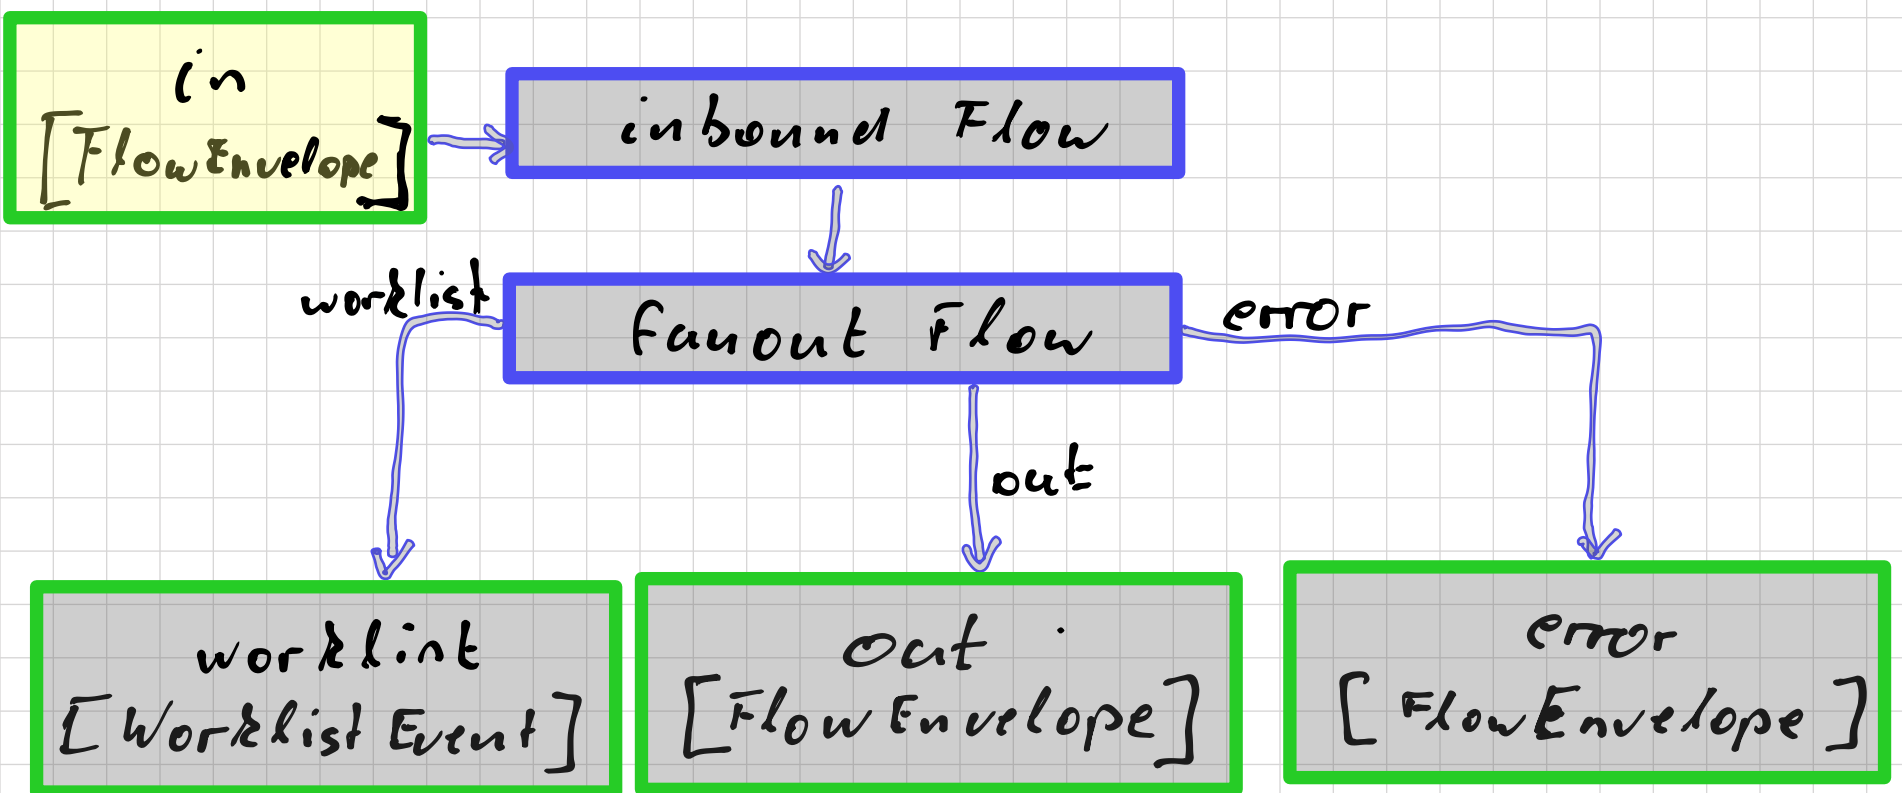 in
[FlowEnvelope]
inbound Flow
worklist
fanout Flow
error
out
worklist
[Worklist Event]
out
[FlowEnvelope]
error
[FlowEnvelope]